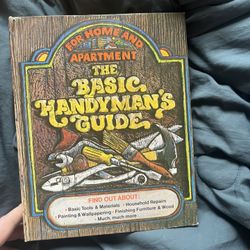 FOR HOME AND
APARTMENT
THE
BASIC
HANDYMAN'S
GUIDE
FIND OUT ABOUT:
• Basic Tools & Materials • Household Repairs
• Painting & Wallpapering • Finishing Furniture & Wood
• Much, much more